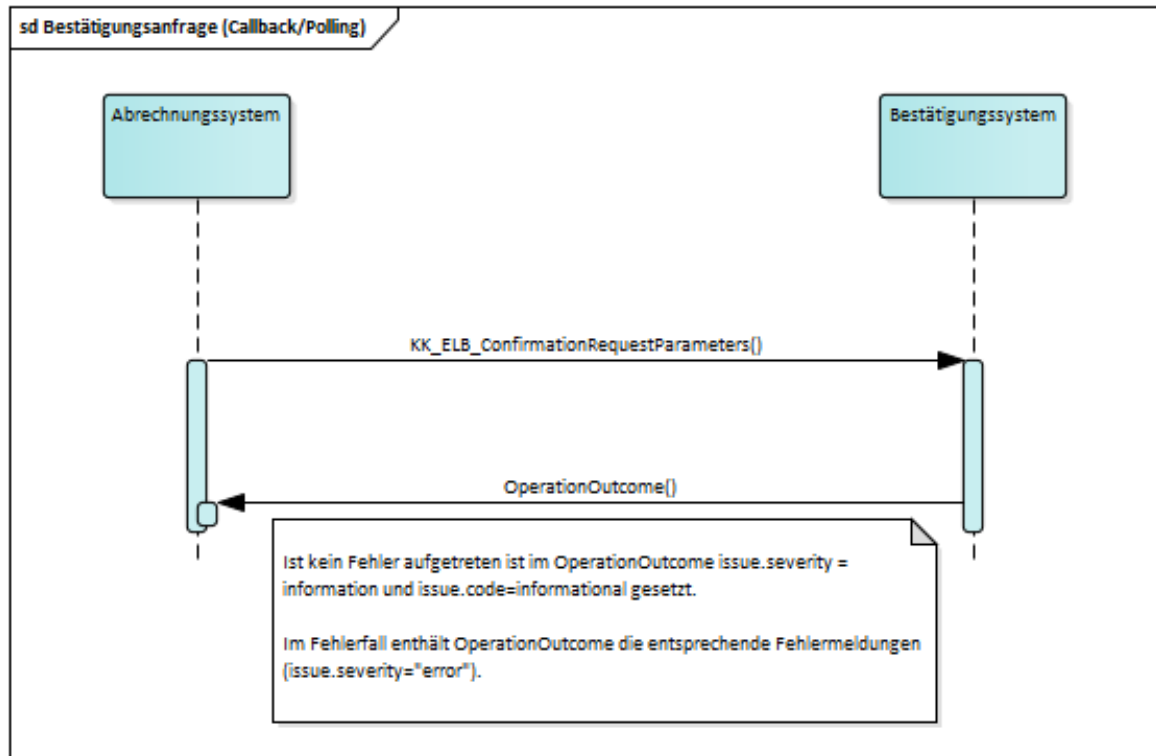 sd Bestätigungsanfrage (Callback/Polling)
Abrechnungssystem
Bestätigungssystem
KK_ELB_ConfirmationRequestParameters()
OperationOutcome()
Ist kein Fehler aufgetreten ist im OperationOutcome issue.severity =
information und issue.code=informational gesetzt.
Im Fehlerfall enthält OperationOutcome die entsprechende Fehlermeldungen
(issue.severity="error").